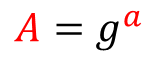 A = g^a